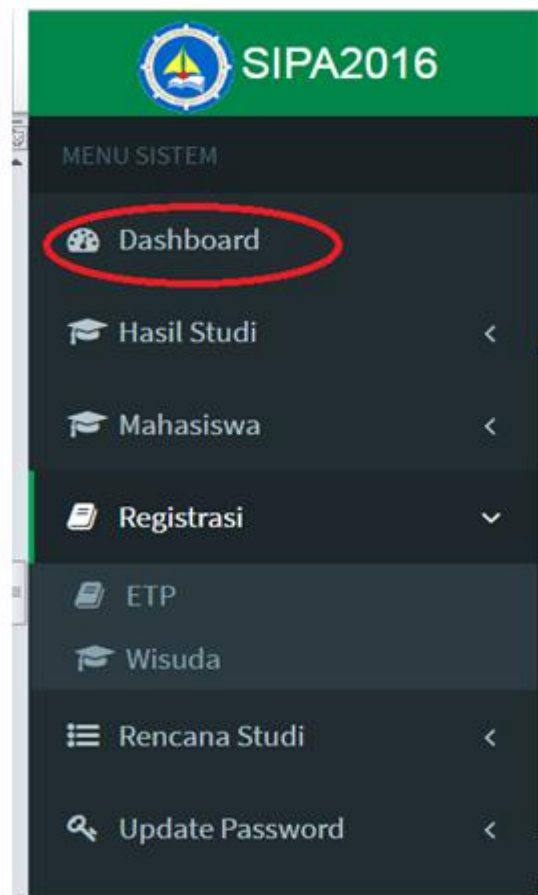 SIPA2016
MENU SISTEM
Dashboard
Hasil Studi
Mahasiswa
Registrasi
ETP
Wisuda
Rencana Studi
Update Password